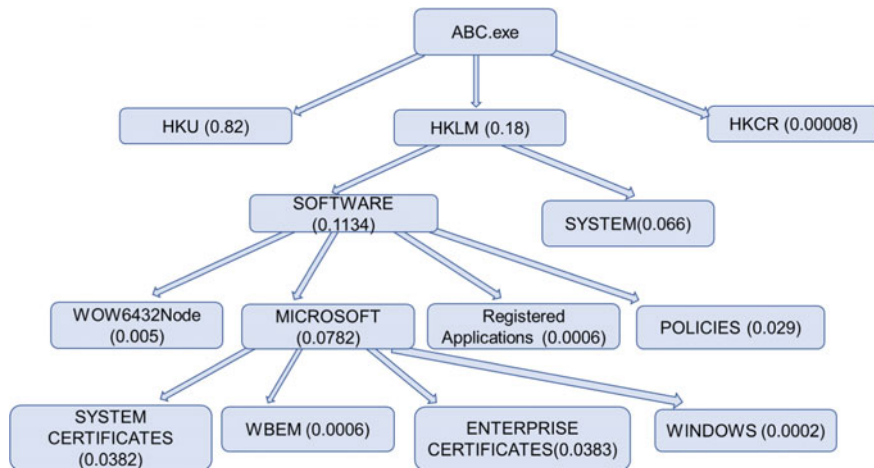 ABC.exe
HKU (0.82)
HKLM (0.18)
HKCR (0.00008)
SOFTWARE
(0.1134)
SYSTEM(0.066)
WOW6432Node
(0.005)
MICROSOFT
(0.0782)
Registered
Applications (0.0006)
POLICIES (0.029)
SYSTEM
CERTIFICATES
(0.0382)
WBEM (0.0006)
ENTERPRISE
CERTIFICATES(0.0383)
WINDOWS (0.0002)